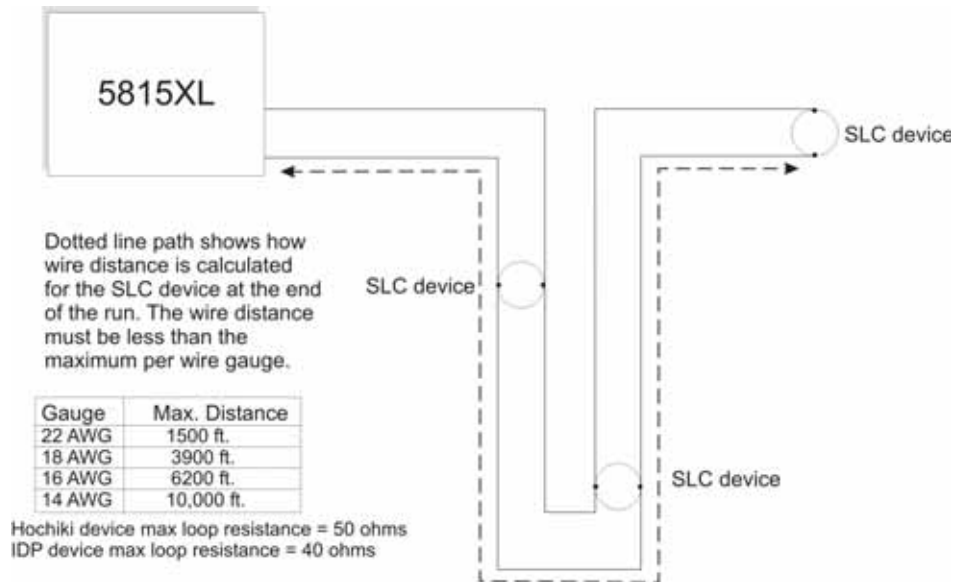 5815XL
SLC device
Dotted line path shows how
wire distance is calculated
for the SLC device at the end
of the run. The wire distance
must be less than the
maximum per wire gauge.
SLC device
SLC device
Gauge Max. Distance
22 AWG 1500 ft.
18 AWG 3900 ft.
16 AWG 6200 ft.
14 AWG 10,000 ft.
Hochiki device max loop resistance = 50 ohms
IDP device max loop resistance = 40 ohms